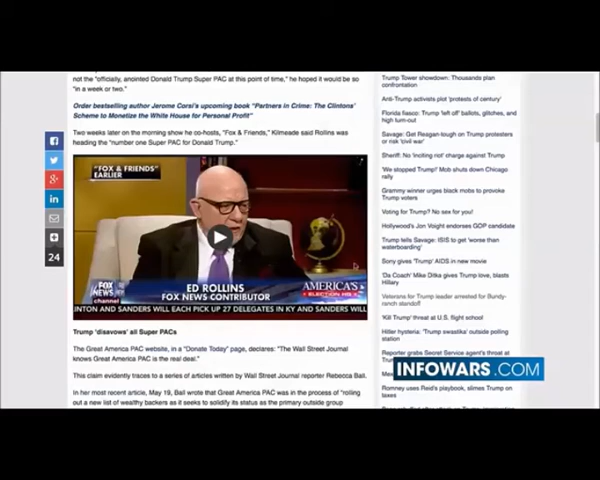 not the "officially, anointed Donald Trump Super PAC at this point of time," he hoped it would be so
"in a week or two."
Order bestselling author Jerome Corsi's upcoming book "Partners in Crime: The Clintons'
Scheme to Monetize the White House for Personal Profit"
Two weeks later on the morning show he co-hosts, "Fox & Friends," Kilmeade said Rollins was
heading the "number one Super PAC for Donald Trump."
24
"FOX & FRIENDS"
EARLIER
FOX NEWS
channel
ED ROLLINS
FOX NEWS CONTRIBUTOR
AMERICA'S
ELECTION HQ
INTON AND SANDERS WILL EACH PICK UP 27 DELEGATES IN KY AND SANDERS WILL
Trump 'disavows' all Super PACs
The Great America PAC website, in a "Donate Today" page, declares: "The Wall Street Journal
knows Great America PAC is the real deal."
This claim evidently traces to a series of articles written by Wall Street Journal reporter Rebecca Ball.
In her most recent article, May 19, Ball wrote that Great America PAC was in the process of "rolling
out a new list of wealthy backers as it seeks to solidify its status as the primary outside group
Trump Tower showdown: Thousands plan
confrontation
Anti-Trump activists plot 'protests of century'
Florida fiasco: Trump 'left off' ballots, glitches, and
high turn-out
Savage: Get Reagan-tough on Trump protesters
or risk 'civil war'
Sheriff: No 'inciting riot' charge against Trump
'We stopped Trump!' Mob shuts down Chicago
rally
Grammy winner urges black mobs to provoke
Trump voters
Voting for Trump? No sex for you!
Hollywood's Jon Voight endorses GOP candidate
Trump tells Savage: ISIS to get 'worse than
waterboarding'
Sony gives 'Trump' AIDS in new movie
'Da Coach' Mike Ditka gives Trump love, blasts
Hillary
Veterans for Trump leader arrested for Bundy-
ranch standoff
'Kill Trump' threat at U.S. flight school
Hiller hysteria: 'Trump swastika' outside polling
station
Reporter grabs Secret Service agent's throat at
Trump
INFOWARS.COM
Romney uses Reid's playbook, slimes Trump on
taxes